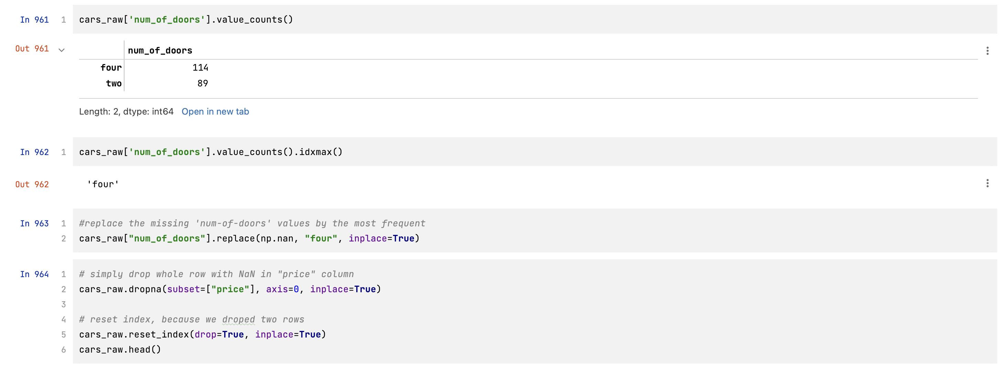 In 961 1 cars_raw['num_of_doors'].value_counts()
Out 961 num_of_doors
four 114
two 89
Length: 2, dtype: int64 Open in new tab
In 962 1 cars_raw['num_of_doors'].value_counts().idxmax()
Out 962 'four'
In 963 1 #replace the missing 'num-of-doors' values by the most frequent
2 cars_raw["num_of_doors"].replace(np.nan, "four", inplace=True)
In 964 1 # simply drop whole row with NaN in "price" column
2 cars_raw.dropna(subset=["price"], axis=0, inplace=True)
3
4 # reset index, because we droped two rows
5 cars_raw.reset_index(drop=True, inplace=True)
6 cars_raw.head()